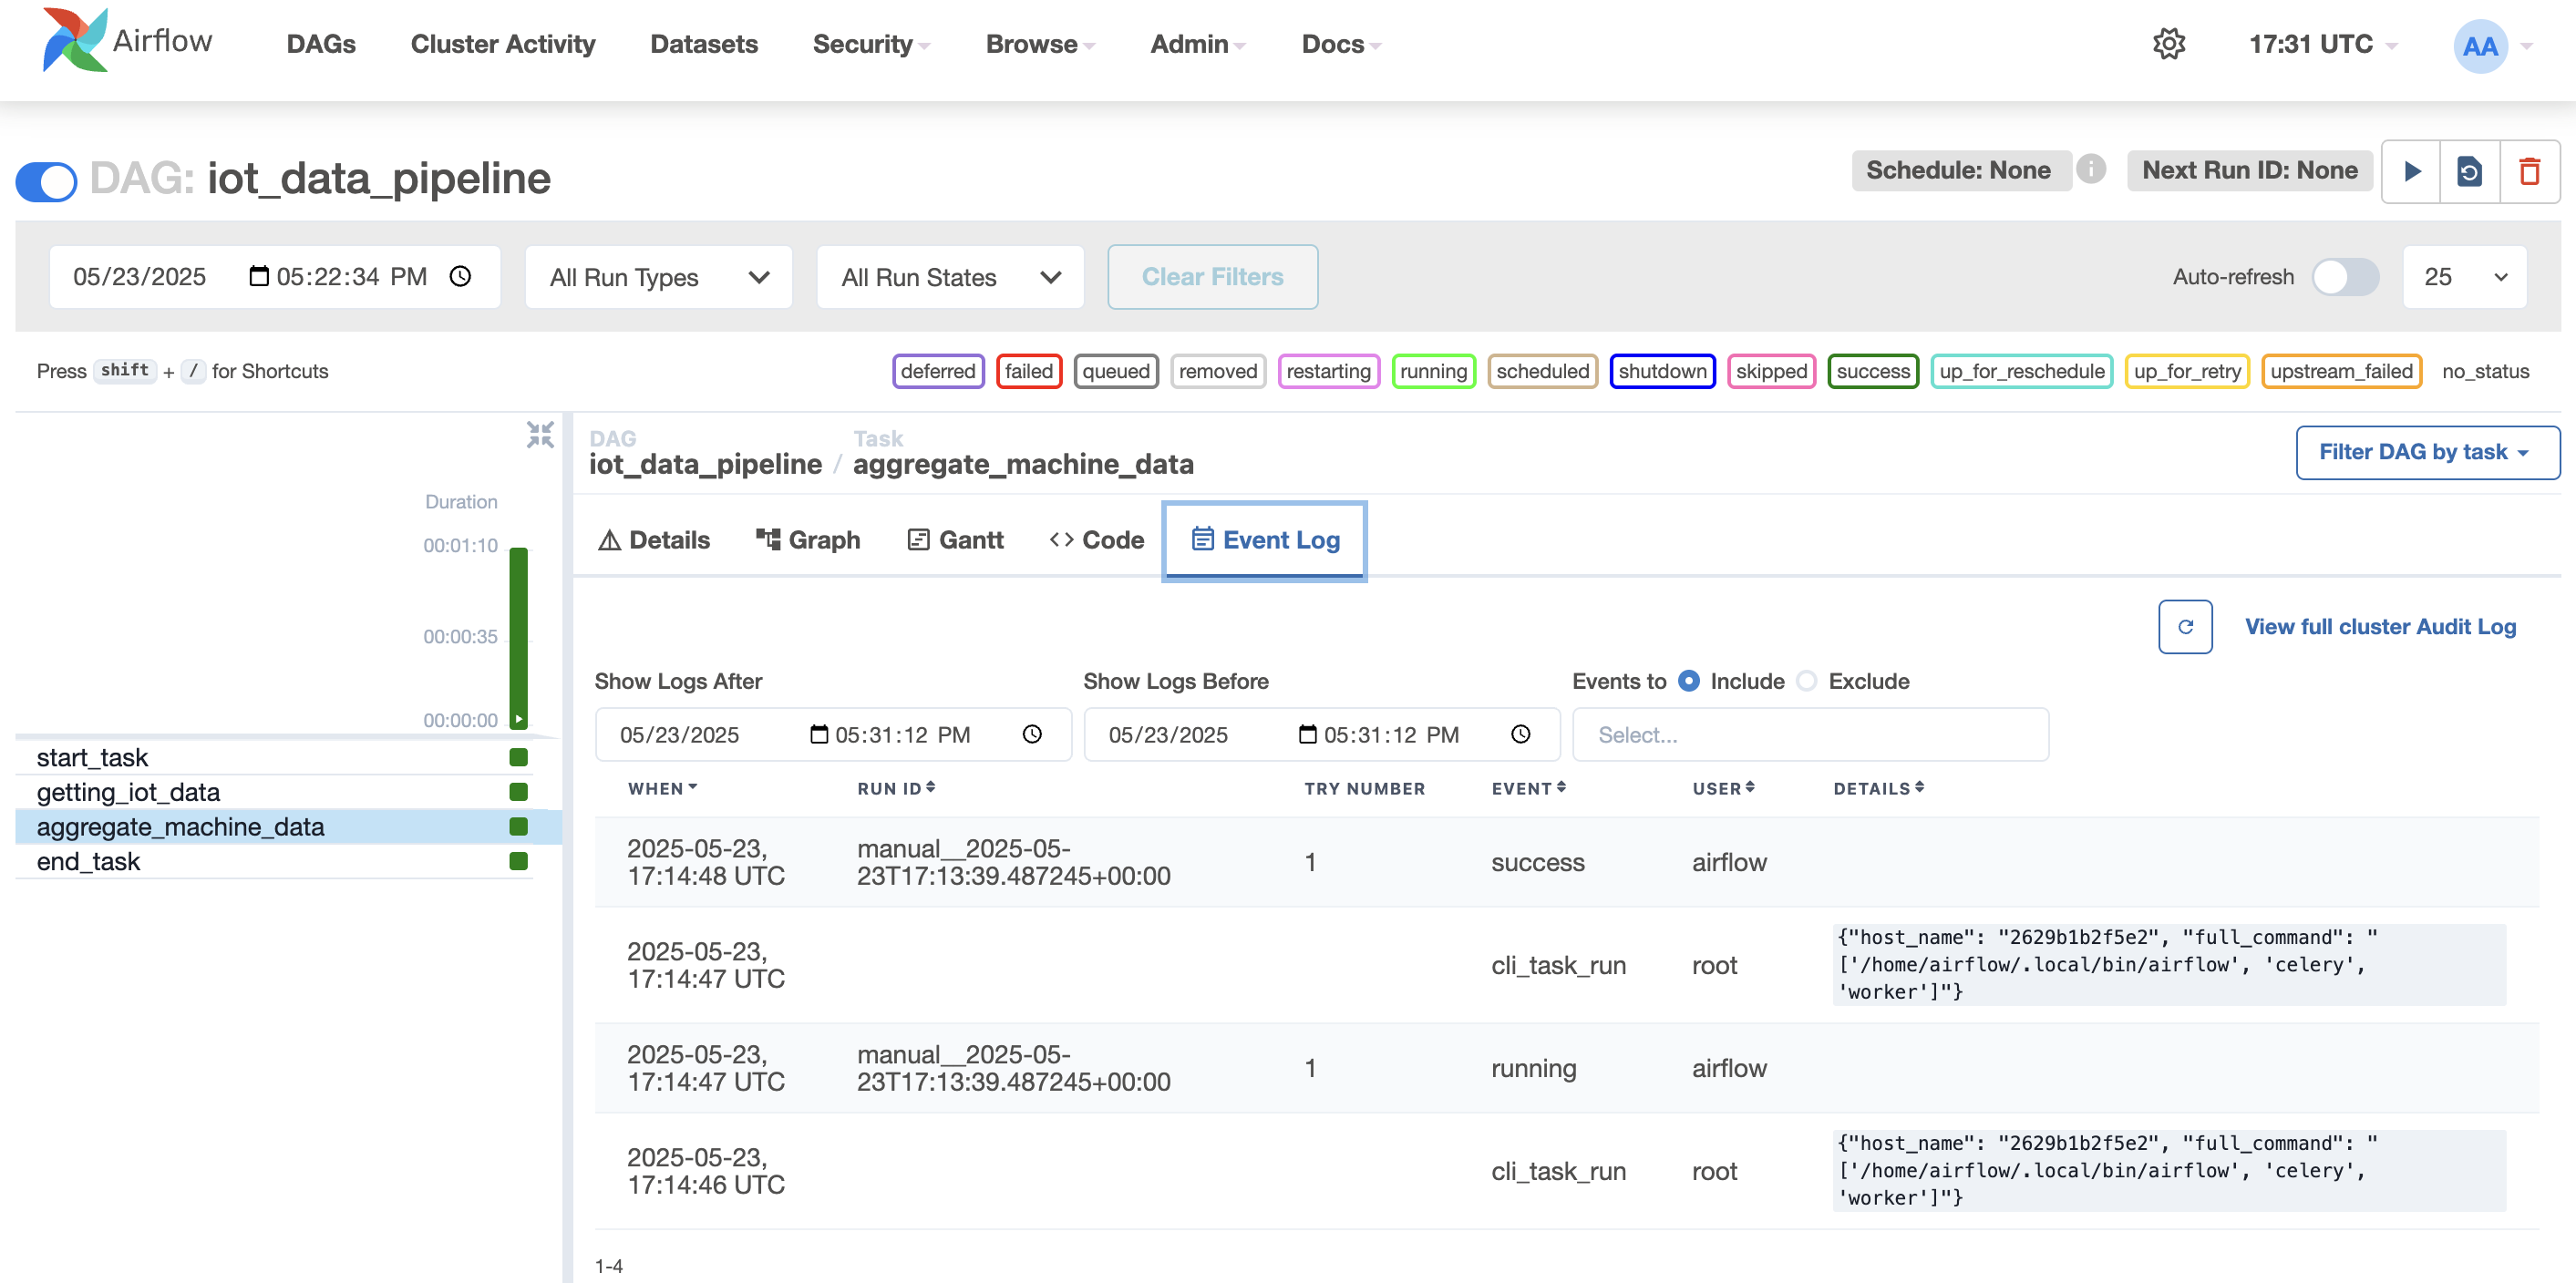 Airflow
DAGs Cluster Activity Datasets Security Browse Admin Docs 17:31 UTC AA
DAG: iot_data_pipeline
Schedule: None i Next Run ID: None
05/23/2025 05:22:34 PM All Run Types All Run States Clear Filters Auto-refresh 25
Press shift + / for Shortcuts deferred failed queued removed restarting running scheduled shutdown skipped success up_for_reschedule up_for_retry upstream_failed no_status
Duration
00:01:10
00:00:35
00:00:00
start_task
getting_iot_data
aggregate_machine_data
end_task
DAG Task
iot_data_pipeline / aggregate_machine_data
Filter DAG by task
Details Graph Gantt <> Code Event Log
View full cluster Audit Log
Show Logs After Show Logs Before Events to Include Exclude
05/23/2025 05:31:12 PM 05/23/2025 05:31:12 PM Select...
WHEN RUN ID TRY NUMBER EVENT USER DETAILS
2025-05-23, manual__2025-05-
17:14:48 UTC 23T17:13:39.487245+00:00 1 success airflow
2025-05-23, {"host_name": "2629b1b2f5e2", "full_command": "
17:14:47 UTC cli_task_run root ['/home/airflow/.local/bin/airflow', 'celery',
'worker']"}
2025-05-23, manual__2025-05-
17:14:47 UTC 23T17:13:39.487245+00:00 1 running airflow
2025-05-23, {"host_name": "2629b1b2f5e2", "full_command": "
17:14:46 UTC cli_task_run root ['/home/airflow/.local/bin/airflow', 'celery',
'worker']"}
1-4